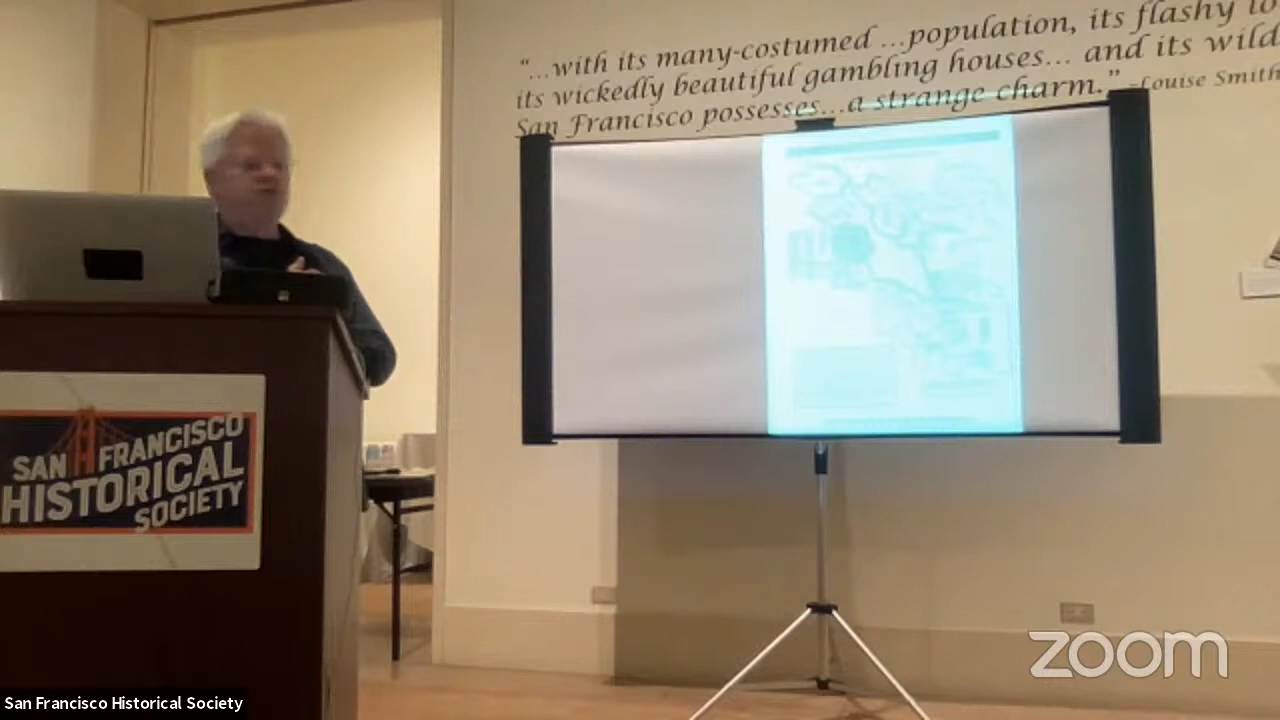 “...with its many-costumed ...population, its flashy
its wickedly beautiful gambling houses... and its wild
San Francisco possesses...a strange charm.” -Louise Smith
SAN FRANCISCO
HISTORICAL
SOCIETY
zoom
San Francisco Historical Society